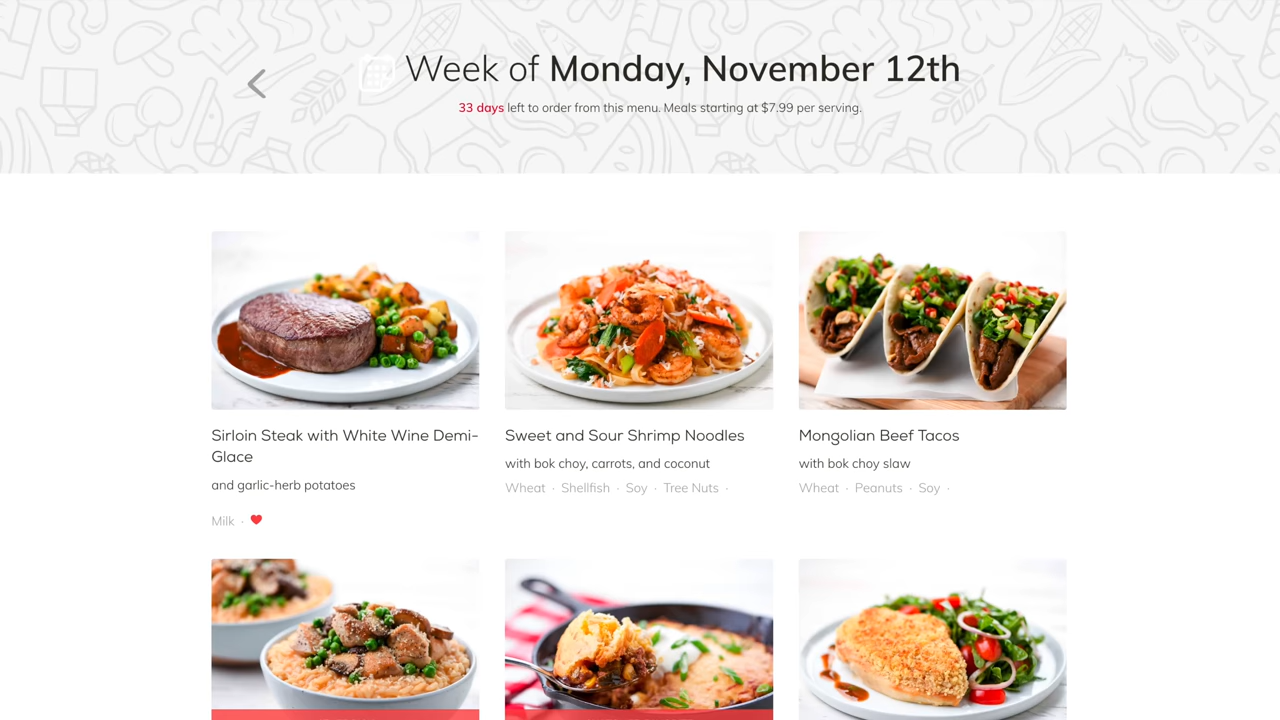 Week of Monday, November 12th
33 days left to order from this menu. Meals starting at $7.99 per serving.
Sirloin Steak with White Wine Demi-
Glace
and garlic-herb potatoes
Milk ·
Sweet and Sour Shrimp Noodles
with bok choy, carrots, and coconut
Wheat · Shellfish · Soy · Tree Nuts ·
Mongolian Beef Tacos
with bok choy slaw
Wheat · Peanuts · Soy ·